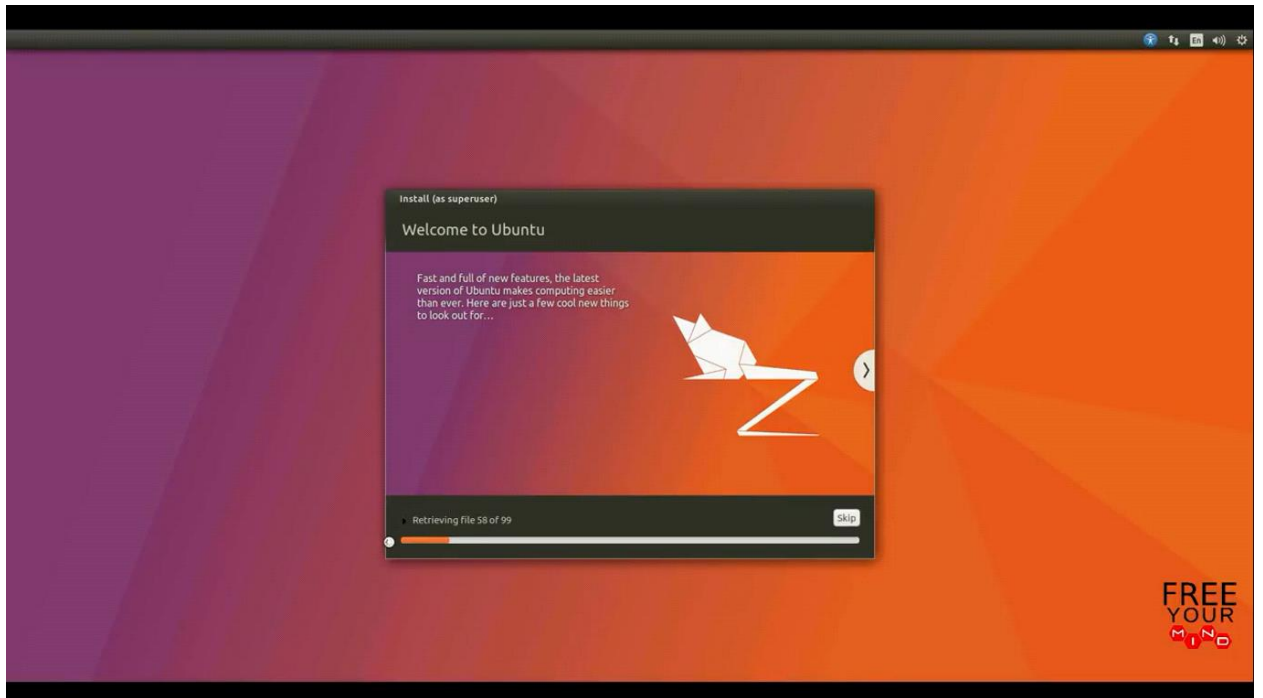 En
Install (as superuser)
Welcome to Ubuntu
Fast and full of new features, the latest
version of Ubuntu makes computing easier
than ever. Here are just a few cool new things
to look out for…
Retrieving file 58 of 99
Skip
FREE
YOUR
MIND